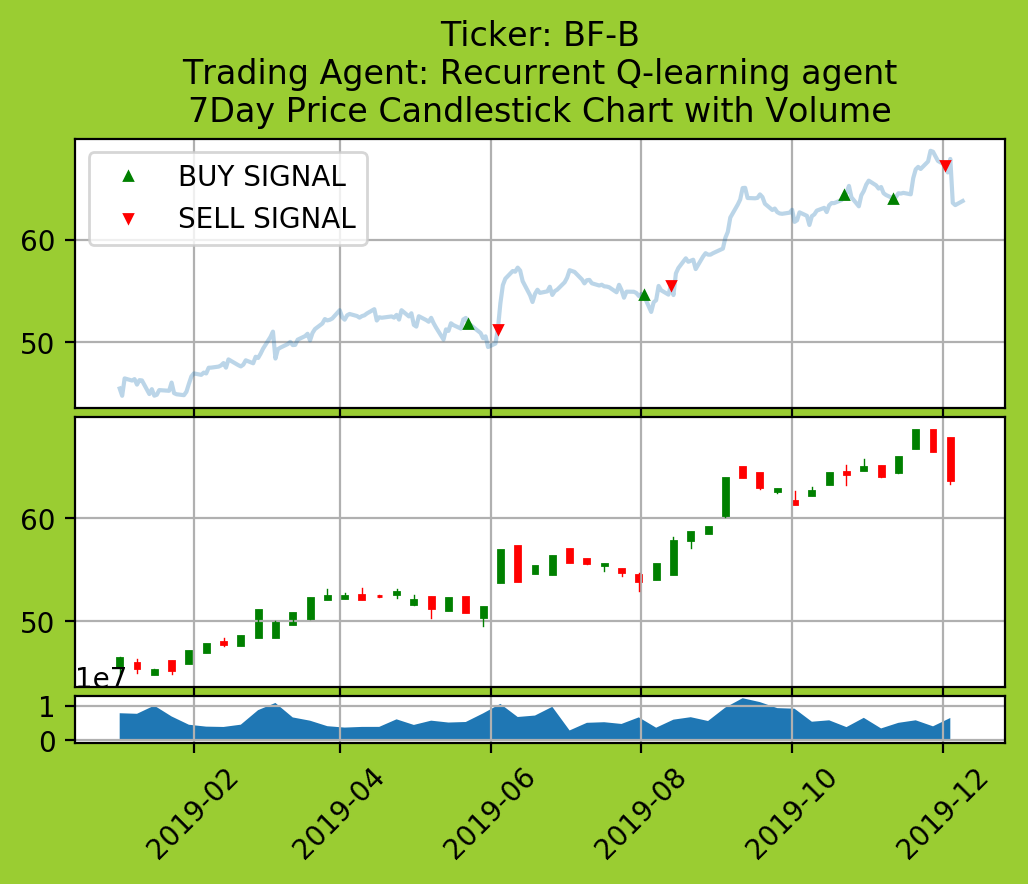 Ticker: BF-B
Trading Agent: Recurrent Q-learning agent
7Day Price Candlestick Chart with Volume
BUY SIGNAL
SELL SIGNAL
60
50
60
50
1e7
1
0
2019-02
2019-04
2019-06
2019-08
2019-10
2019-12